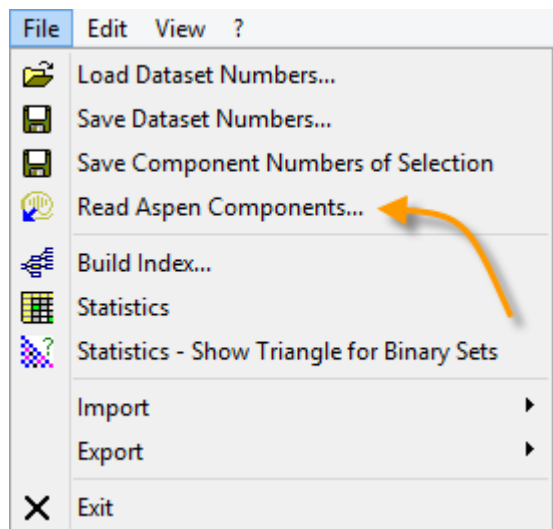 File Edit View ?
Load Dataset Numbers...
Save Dataset Numbers...
Save Component Numbers of Selection
Read Aspen Components...
Build Index...
Statistics
Statistics - Show Triangle for Binary Sets
Import
Export
Exit